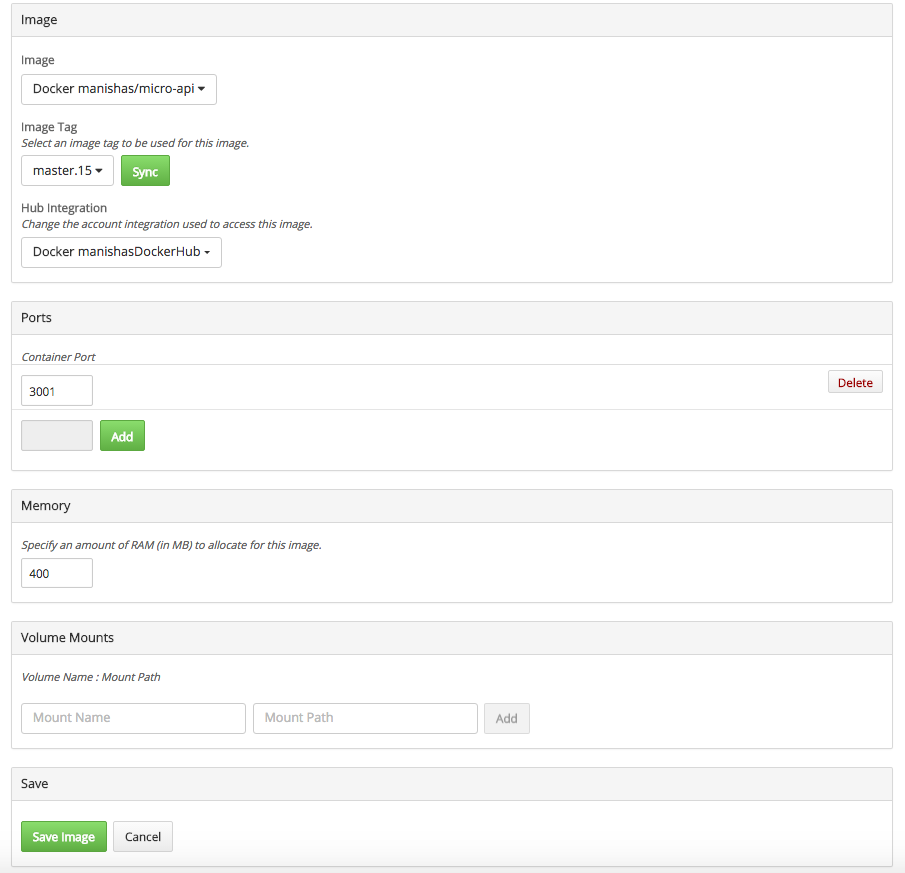 Image
Image
Docker manishas/micro-api
Image Tag
Select an image tag to be used for this image.
master.15 Sync
Hub Integration
Change the account integration used to access this image.
Docker manishasDockerHub
Ports
Container Port
3001 Delete
Add
Memory
Specify an amount of RAM (in MB) to allocate for this image.
400
Volume Mounts
Volume Name : Mount Path
Mount Name Mount Path Add
Save
Save Image Cancel